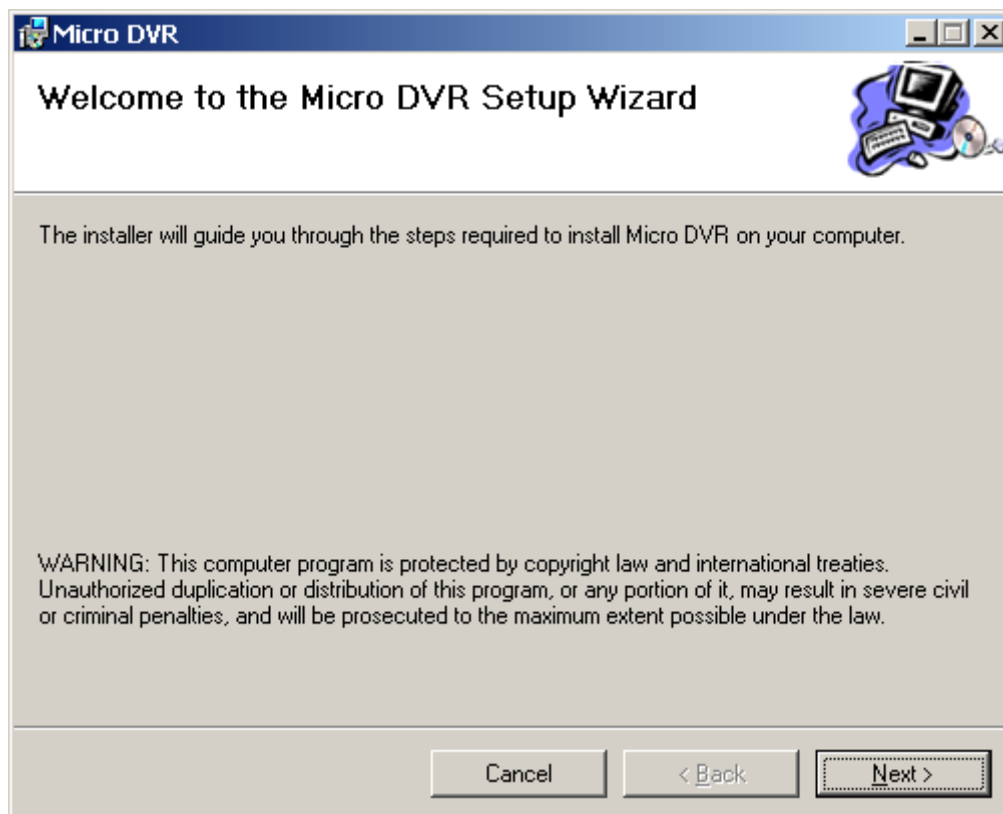 Micro DVR
Welcome to the Micro DVR Setup Wizard
The installer will guide you through the steps required to install Micro DVR on your computer.
WARNING: This computer program is protected by copyright law and international treaties.
Unauthorized duplication or distribution of this program, or any portion of it, may result in severe civil
or criminal penalties, and will be prosecuted to the maximum extent possible under the law.
Cancel
< Back
Next >